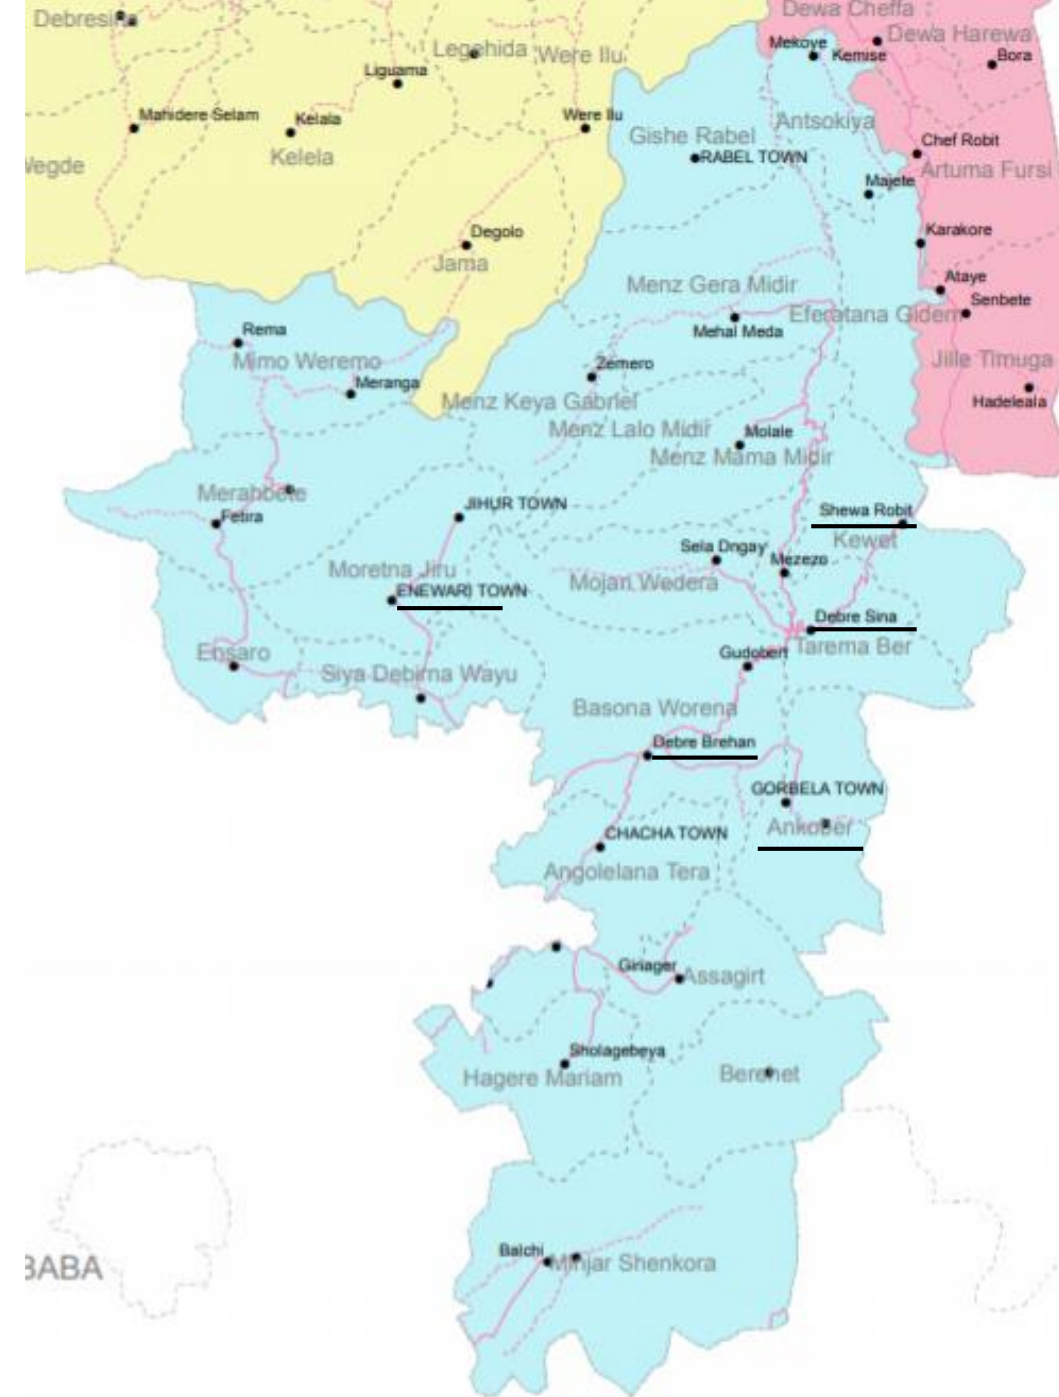 Debresina
Dewa Cheffa
Dewa Harewa
Legehida
Were Ilu
Mekoye
Kemise
Bora
Liguama
Mahidere Selam
Kelala
Were Ilu
Gishe Rabel
Antsokiya
Chef Robit
Kelela
RABEL TOWN
Artuma Fursi
Wegde
Majete
Degolo
Karakore
Jama
Ataye
Menz Gera Midir
Senbete
Eferatana Gidem
Rema
Mehal Meda
Mimo Weremo
Zemero
Jille Timuga
Meranga
Menz Keya Gabriel
Hadeleala
Menz Lalo Midir
Molale
Menz Mama Midir
Merahbete
JIHUR TOWN
Shewa Robit
Fetira
Kewet
Sela Dngay
Mezezo
Moretna Jiru
Mojan Wedera
ENEWARI TOWN
Debre Sina
Ensaro
Gudobert
Tarema Ber
Siya Debirna Wayu
Basona Worena
Debre Brehan
GORBELA TOWN
CHACHA TOWN
Ankober
Angolelana Tera
Giriager
Assagirt
Sholagebeya
Hagere Mariam
Berehet
Balchi
Minjar Shenkora
BABA